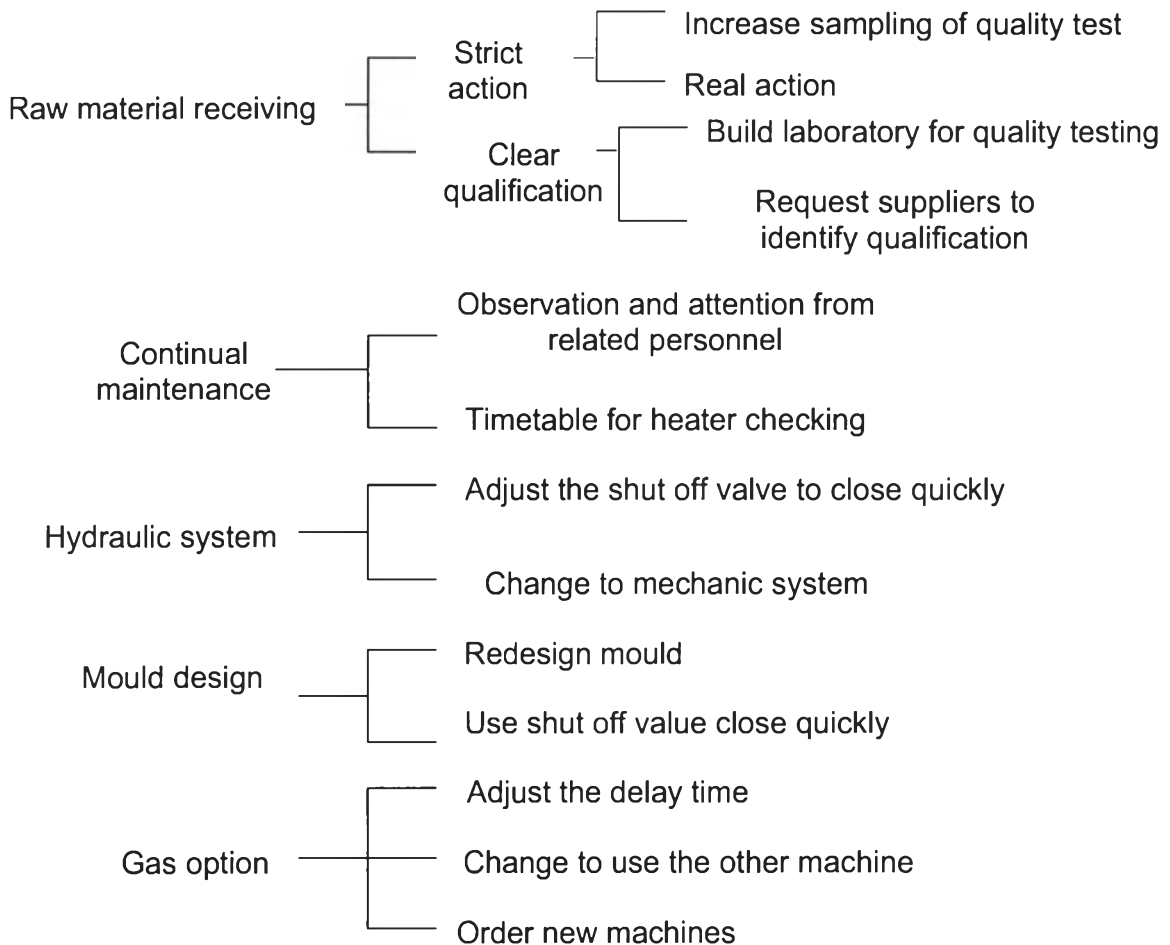 Increase sampling of quality test
Strict
action
Real action
Raw material receiving
Build laboratory for quality testing
Clear
qualification
Request suppliers to
identify qualification
Observation and attention from
related personnel
Continual
maintenance
Timetable for heater checking
Adjust the shut off valve to close quickly
Hydraulic system
Change to mechanic system
Redesign mould
Mould design
Use shut off value close quickly
Adjust the delay time
Gas option
Change to use the other machine
Order new machines